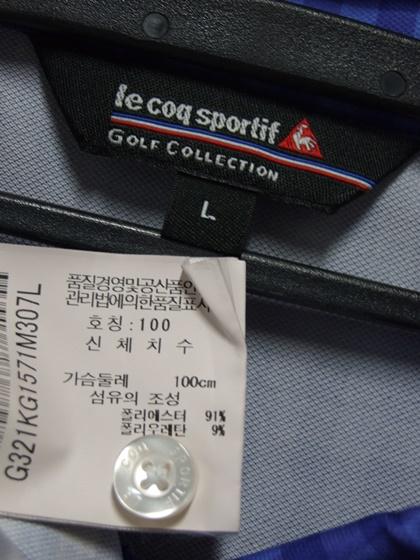 le coq sportif
GOLF COLLECTION
L
품질경영및공산품안
관리법에의한품질표시
호칭:100
신체치수
가슴둘레 100cm
섬유의 조성
폴리에스터 91%
폴리우레탄 9%
G321KG1571M307L
COQ SPORTIF